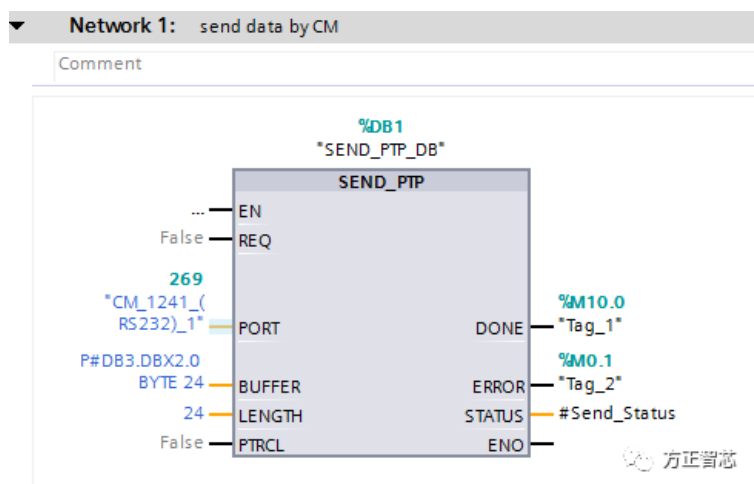 Network 1: send data by CM
Comment
%DB1
"SEND_PTP_DB"
SEND_PTP
... EN
False REQ
269
"CM_1241_(
RS232)_1" PORT
%M10.0
DONE "Tag_1"
P#DB3.DBX2.0
BYTE 24 BUFFER
%M0.1
ERROR "Tag_2"
24 LENGTH
STATUS #Send_Status
False PTRCL
ENO
方正智芯